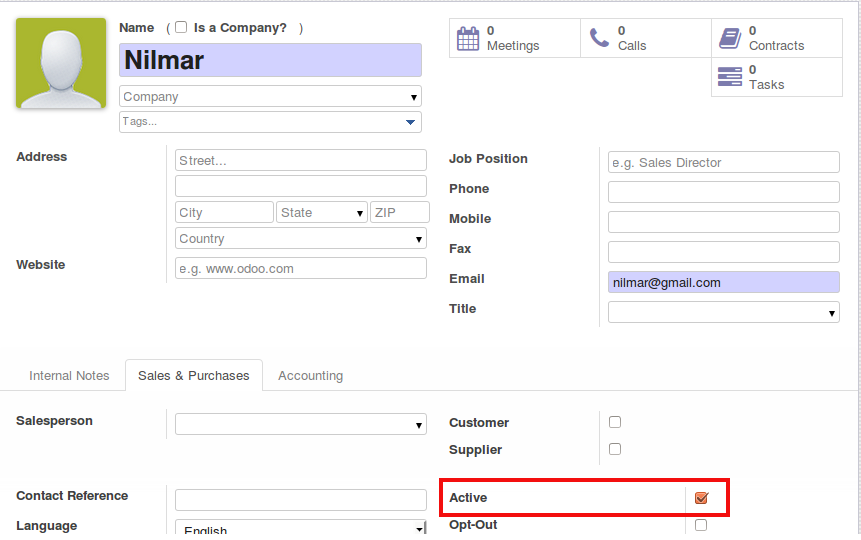 Name ( Is a Company? )
Nilmar
Company
Tags...
0
Meetings
0
Calls
0
Contracts
0
Tasks
Address
Street...
City State ZIP
Country
Website e.g. www.odoo.com
Job Position e.g. Sales Director
Phone
Mobile
Fax
Email nilmar@gmail.com
Title
Internal Notes Sales & Purchases Accounting
Salesperson
Customer
Supplier
Contact Reference
Language English
Active
Opt-Out